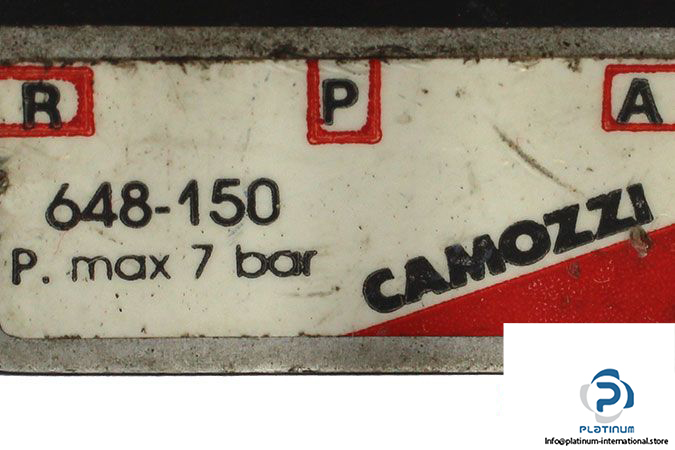 R P A
648-150
P. max 7 bar
CAMOZZI
P
PLATINUM
Info@platinum-international.store